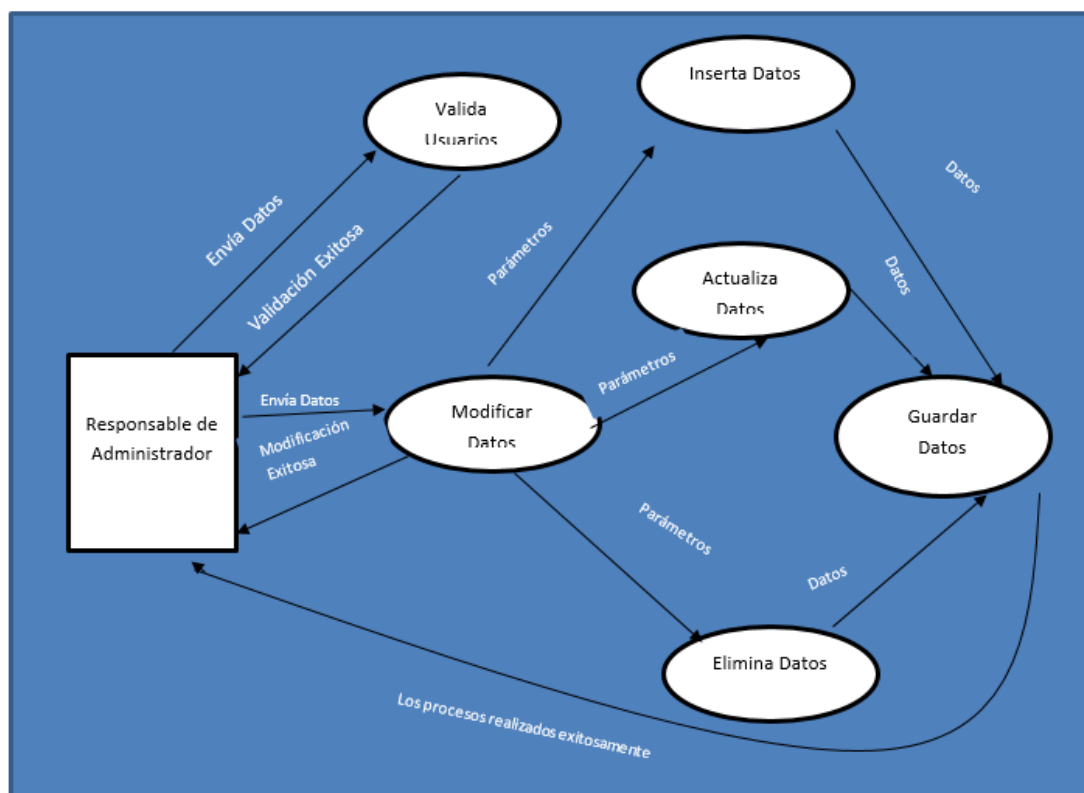 Inserta Datos
Valida
Usuarios
Datos
Envía Datos
Parámetros
Validación Exitosa
Actualiza
Datos
Datos
Parámetros
Responsable de
Administrador
Envía Datos
Modificación
Exitosa
Modificar
Datos
Guardar
Datos
Parámetros
Datos
Elimina Datos
Los procesos realizados exitosamente